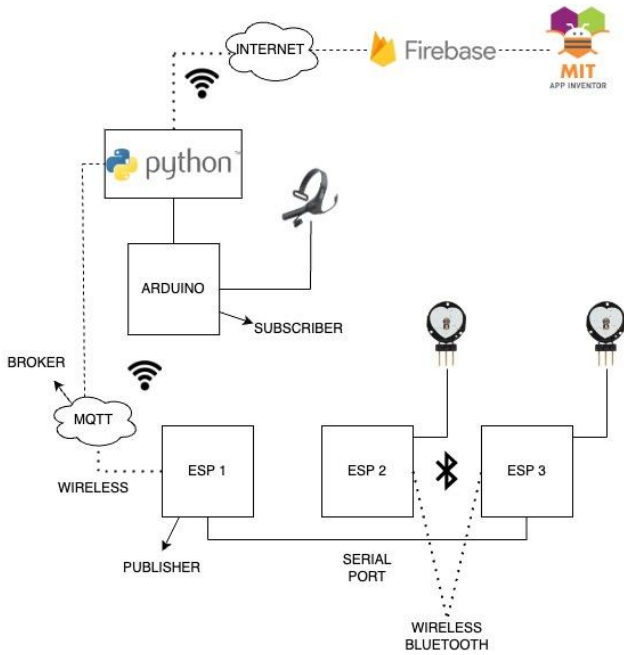 INTERNET
Firebase
MIT
APP INVENTOR
python™
ARDUINO
SUBSCRIBER
BROKER
MQTT
ESP 1
ESP 2
ESP 3
WIRELESS
PUBLISHER
SERIAL
PORT
WIRELESS
BLUETOOTH